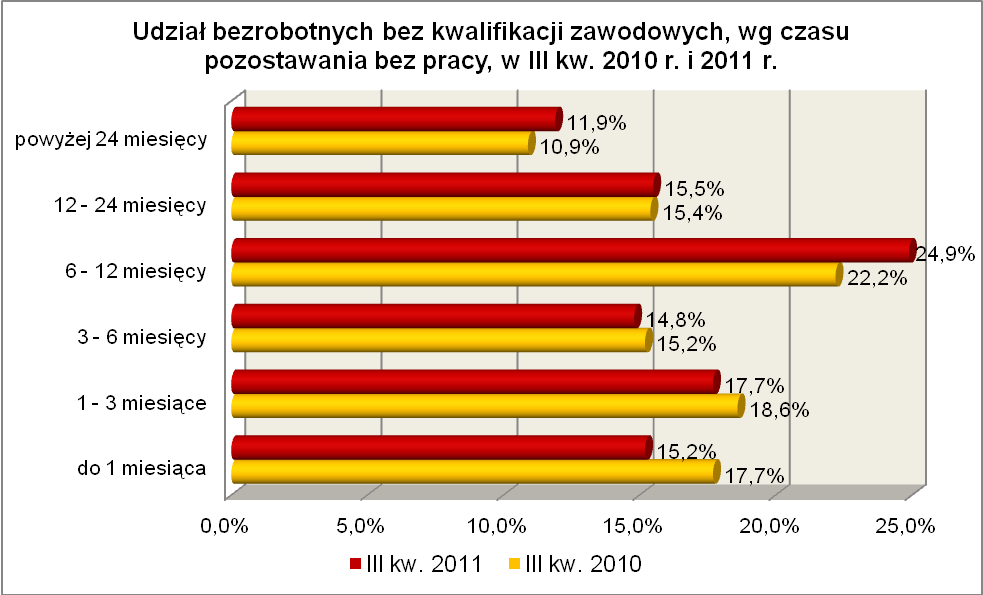 Udział bezrobotnych bez kwalifikacji zawodowych, wg czasu
pozostawania bez pracy, w III kw. 2010 r. i 2011 r.
powyżej 24 miesięcy
11,9%
10,9%
12 - 24 miesięcy
15,5%
15,4%
6 - 12 miesięcy
24,9%
22,2%
3 - 6 miesięcy
14,8%
15,2%
1 - 3 miesiące
17,7%
18,6%
do 1 miesiąca
15,2%
17,7%
0,0% 5,0% 10,0% 15,0% 20,0% 25,0%
III kw. 2011 III kw. 2010